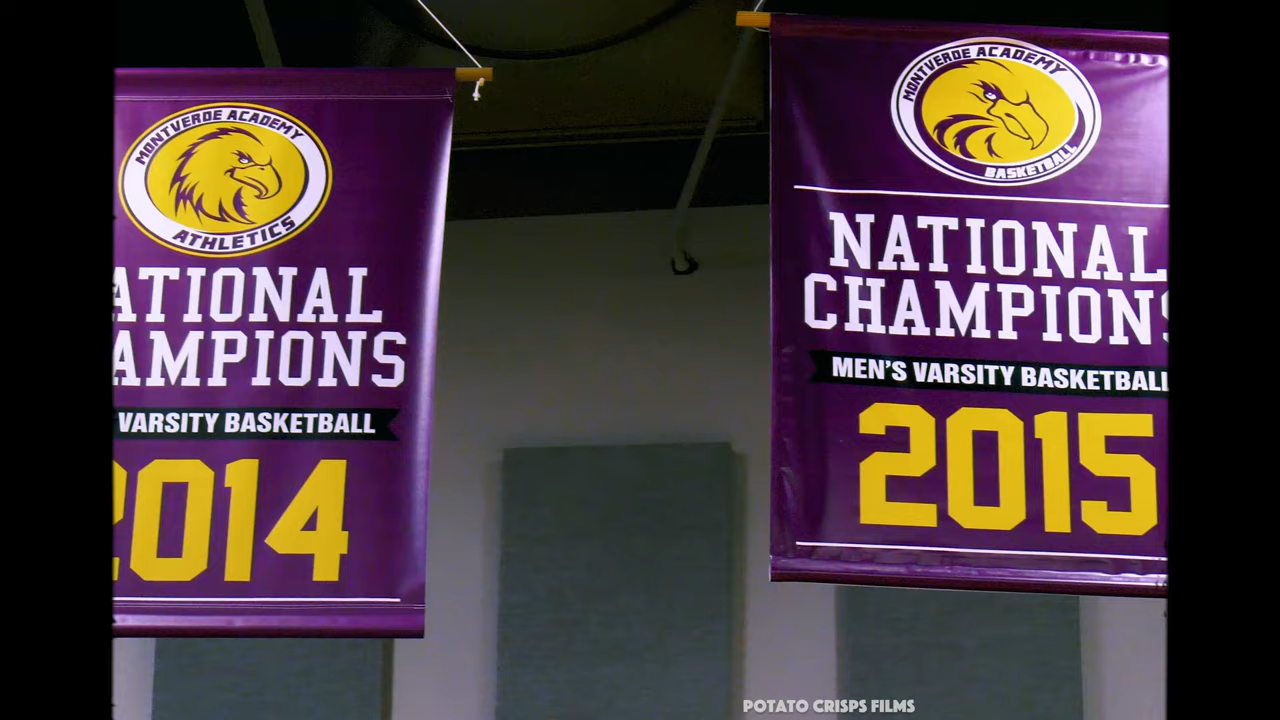 MONTVERDE ACADEMY
ATHLETICS
ATIONAL
AMPIONS
VARSITY BASKETBALL
2014
MONTVERDE ACADEMY
BASKETBALL
NATIONAL
CHAMPIONS
MEN'S VARSITY BASKETBALL
2015
POTATO CRISPS FILMS